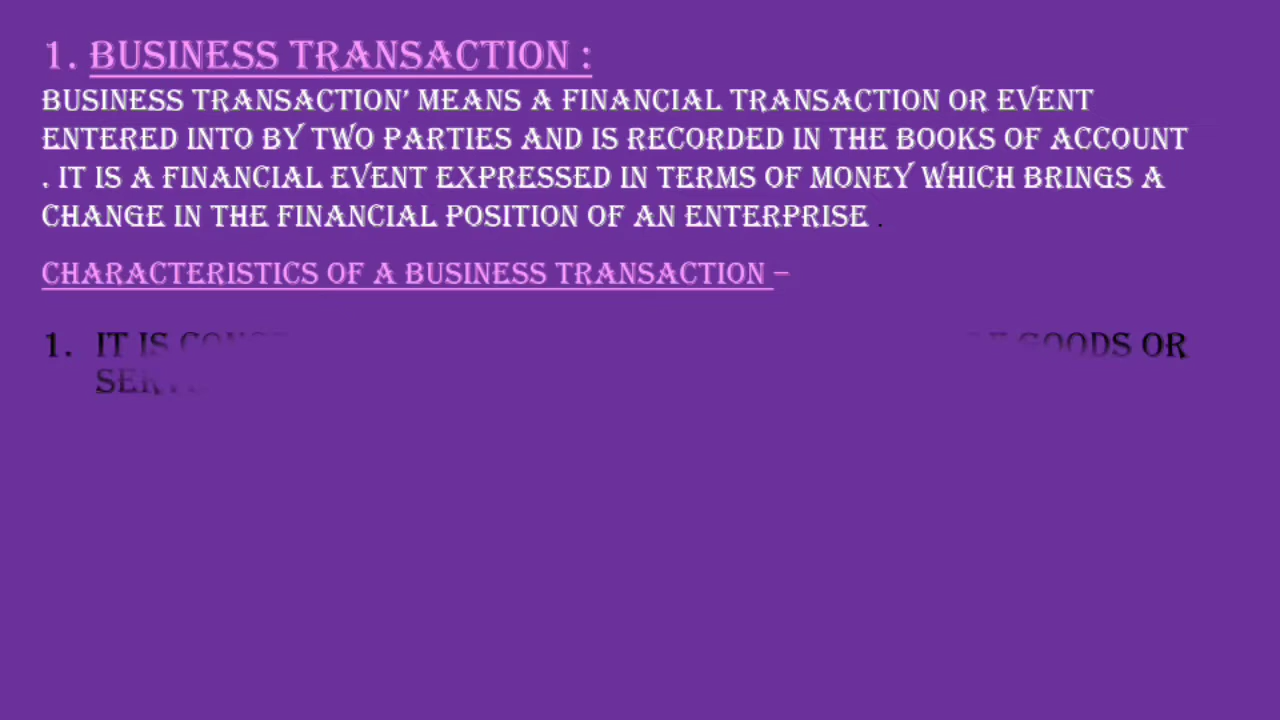 1. BUSINESS TRANSACTION :
BUSINESS TRANSACTION’ MEANS A FINANCIAL TRANSACTION OR EVENT
ENTERED INTO BY TWO PARTIES AND IS RECORDED IN THE BOOKS OF ACCOUNT
. IT IS A FINANCIAL EVENT EXPRESSED IN TERMS OF MONEY WHICH BRINGS A
CHANGE IN THE FINANCIAL POSITION OF AN ENTERPRISE .
CHARACTERISTICS OF A BUSINESS TRANSACTION –
1. IT IS GOODS OR